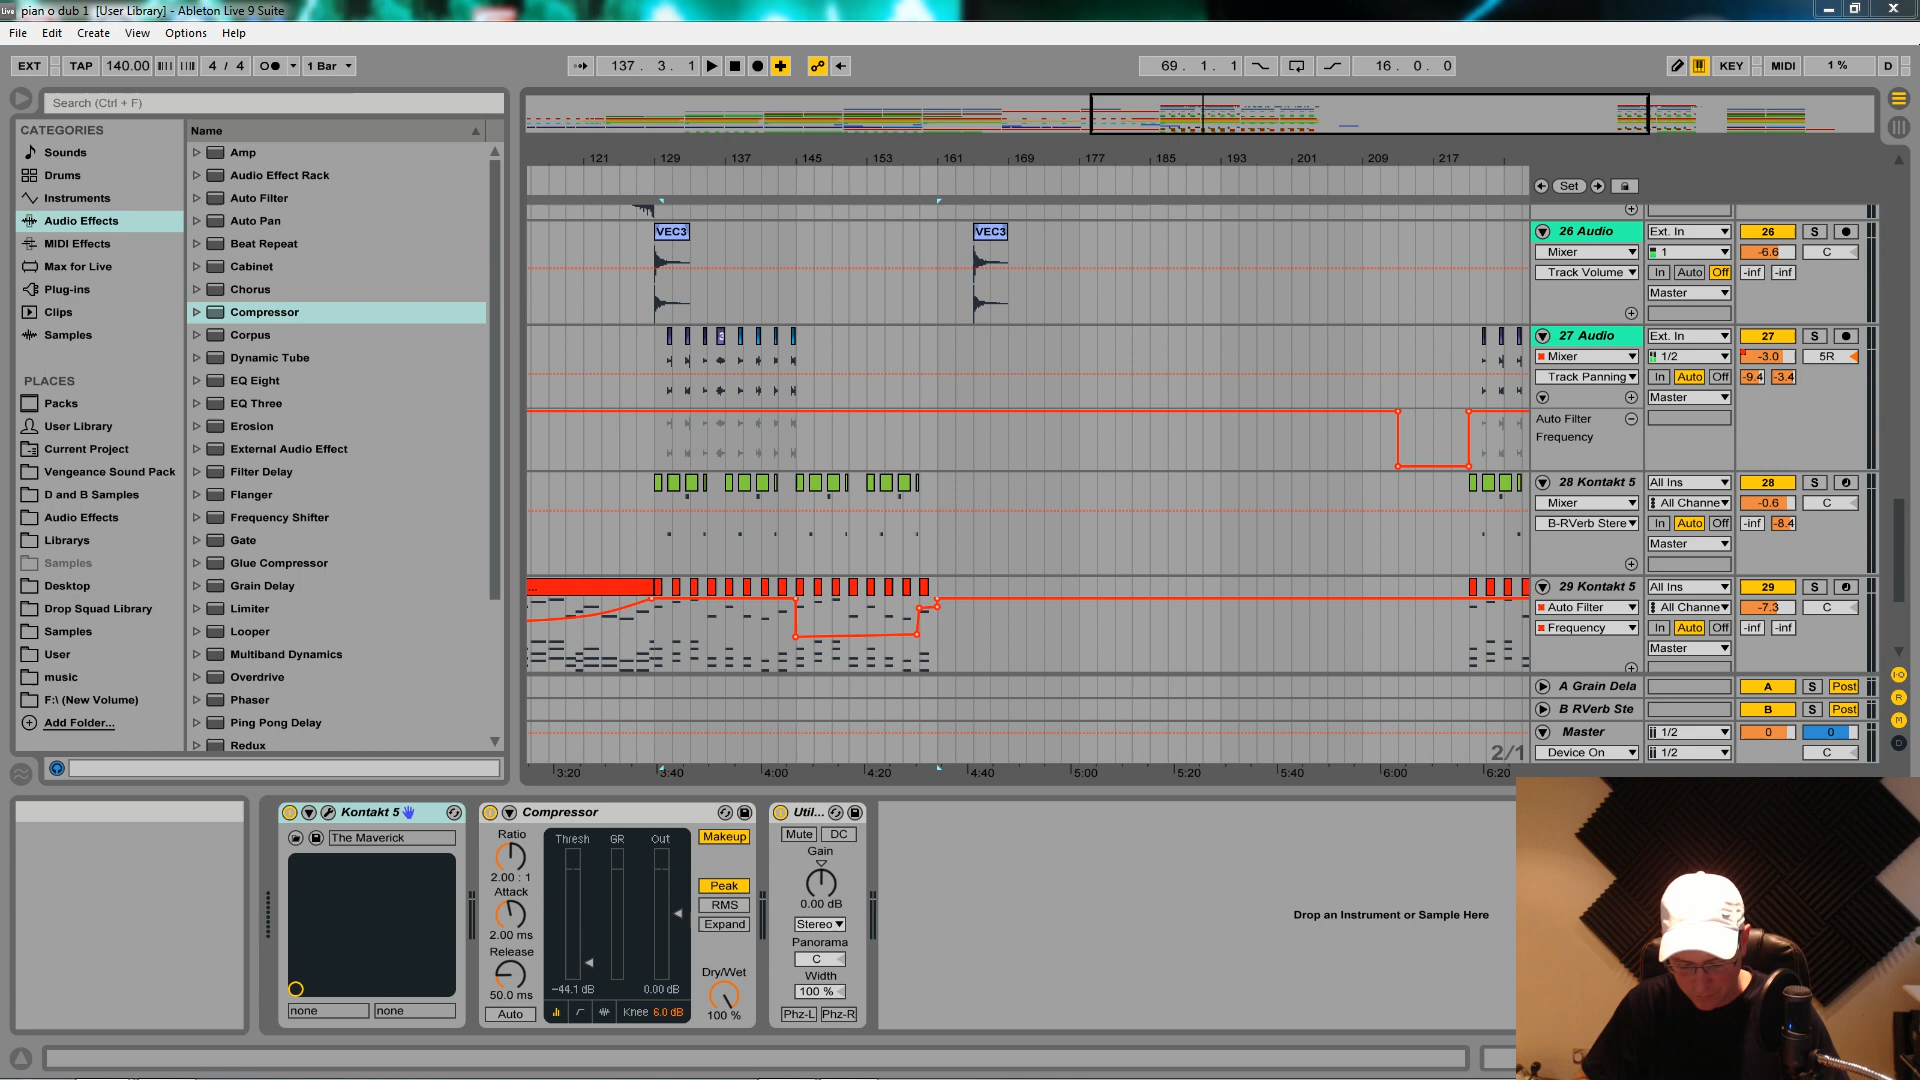 Live pian o dub 1 [User Library] - Ableton Live 9 Suite
File Edit Create View Options Help
EXT TAP 140.00 4 / 4 1 Bar 137 . 3 . 1 69 . 1 . 1 16 . 0 . 0 KEY MIDI 1 % D
Search (Ctrl + F)
CATEGORIES
Sounds
Drums
Instruments
Audio Effects
MIDI Effects
Max for Live
Plug-ins
Clips
Samples
PLACES
Packs
User Library
Current Project
Vengeance Sound Pack
D and B Samples
Audio Effects
Librarys
Samples
Desktop
Drop Squad Library
Samples
User
music
F:\ (New Volume)
Add Folder...
Name
Amp
Audio Effect Rack
Auto Filter
Auto Pan
Beat Repeat
Cabinet
Chorus
Compressor
Corpus
Dynamic Tube
EQ Eight
EQ Three
Erosion
External Audio Effect
Filter Delay
Flanger
Frequency Shifter
Gate
Glue Compressor
Grain Delay
Limiter
Looper
Multiband Dynamics
Overdrive
Phaser
Ping Pong Delay
Redux
121 129 137 145 153 161 169 177 185 193 201 209 217
Set
VEC3 VEC3
26 Audio Ext. In 26 S
Mixer 1 -6.6 C
Track Volume In Auto Off -inf -inf
Master
27 Audio Ext. In 27 S
Mixer 1/2 -3.0 5R
Track Panning In Auto Off -9.4 -3.4
Master
Auto Filter
Frequency
28 Kontakt 5 All Ins 28 S
Mixer All Channe -0.6 C
B-RVerb Stere In Auto Off -inf -8.4
Master
...
29 Kontakt 5 All Ins 29 S
Auto Filter All Channe -7.3 C
Frequency In Auto Off -inf -inf
Master
A Grain Dela A S Post
B RVerb Ste B S Post
Master 1/2 0 0
2/1 Device On 1/2 C
3:20 3:40 4:00 4:20 4:40 5:00 5:20 5:40 6:00 6:20
I·O
R
M
D
Kontakt 5
The Maverick
none none
Compressor
Ratio
2.00 : 1
Attack
2.00 ms
Release
50.0 ms
Auto
Thresh GR Out
-44.1 dB 0.00 dB
Knee 6.0 dB
Makeup
Peak
RMS
Expand
Dry/Wet
100 %
Util...
Mute DC
Gain
0.00 dB
Stereo
Panorama
C
Width
100 %
Phz-L Phz-R
Drop an Instrument or Sample Here